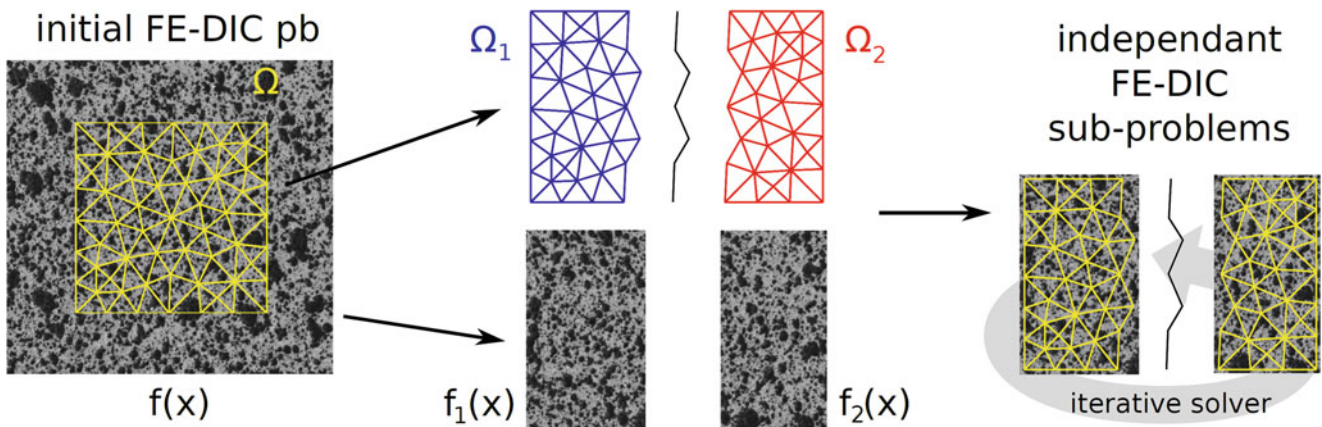 initial FE-DIC pb
Ω
f(x)
Ω₁
Ω₂
f₁(x)
f₂(x)
independant
FE-DIC
sub-problems
iterative solver